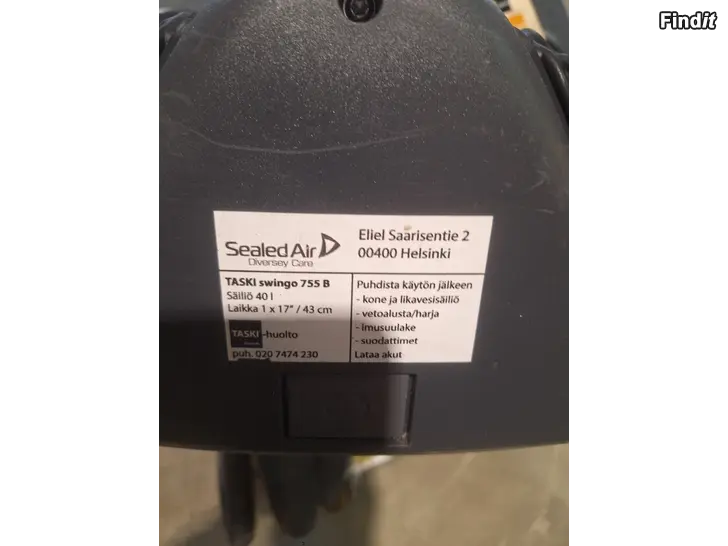 Findit
Sealed Air
Diversey Care
Eliel Saarisentie 2
00400 Helsinki
TASKI swingo 755 B
Säiliö 40 l
Laikka 1 x 17" / 43 cm
TASKI -huolto
puh. 020 7474 230
Puhdista käytön jälkeen
- kone ja likavesisäiliö
- vetoalusta/harja
- imusuulake
- suodattimet
Lataa akut